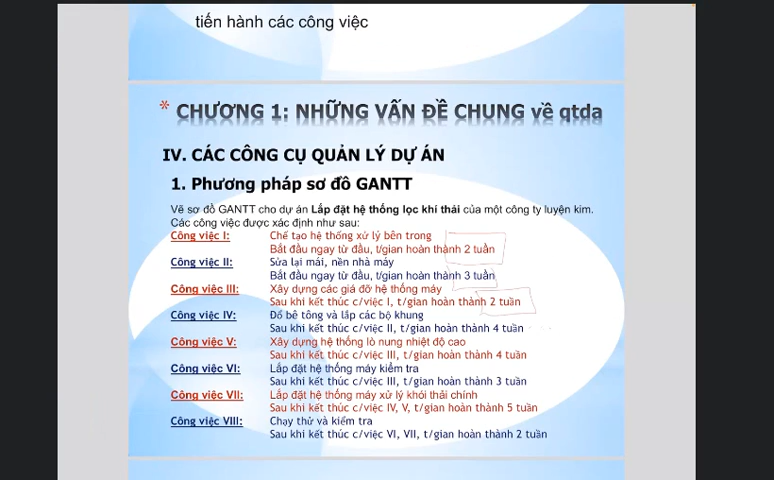 tiến hành các công việc
* CHƯƠNG 1: NHỮNG VẤN ĐỀ CHUNG về qtda
IV. CÁC CÔNG CỤ QUẢN LÝ DỰ ÁN
1. Phương pháp sơ đồ GANTT
Vẽ sơ đồ GANTT cho dự án Lắp đặt hệ thống lọc khí thải của một công ty luyện kim.
Các công việc được xác định như sau:
Công việc I: Chế tạo hệ thống xử lý bên trong
Bắt đầu ngay từ đầu, t/gian hoàn thành 2 tuần
Công việc II: Sửa lại mái, nền nhà máy
Bắt đầu ngay từ đầu, t/gian hoàn thành 3 tuần
Công việc III: Xây dựng các giá đỡ hệ thống máy
Sau khi kết thúc c/việc I, t/gian hoàn thành 2 tuần
Công việc IV: Đổ bê tông và lắp các bộ khung
Sau khi kết thúc c/việc II, t/gian hoàn thành 4 tuần
Công việc V: Xây dựng hệ thống lò nung nhiệt độ cao
Sau khi kết thúc c/việc III, t/gian hoàn thành 4 tuần
Công việc VI: Lắp đặt hệ thống máy kiểm tra
Sau khi kết thúc c/việc III, t/gian hoàn thành 3 tuần
Công việc VII: Lắp đặt hệ thống máy xử lý khói thải chính
Sau khi kết thúc c/việc IV, V, t/gian hoàn thành 5 tuần
Công việc VIII: Chạy thử và kiểm tra
Sau khi kết thúc c/việc VI, VII, t/gian hoàn thành 2 tuần